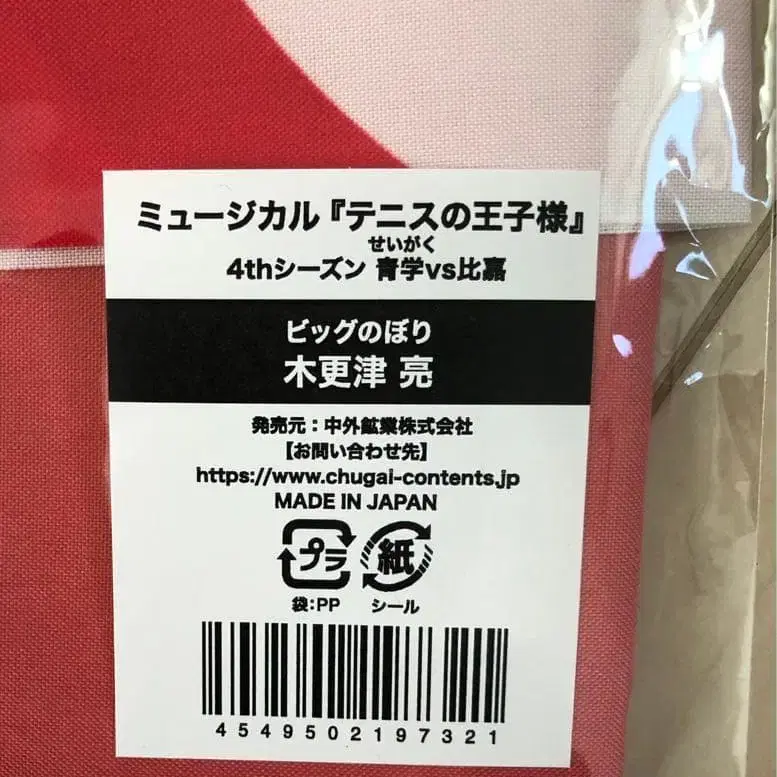 ミュージカル『テニスの王子様』
せいがく
4thシーズン 青学vs比嘉
ビッグのぼり
木更津 亮
発売元：中外鉱業株式会社
【お問い合わせ先】
https://www.chugai-contents.jp
MADE IN JAPAN
プラ 紙
袋:PP シール
4549502197321